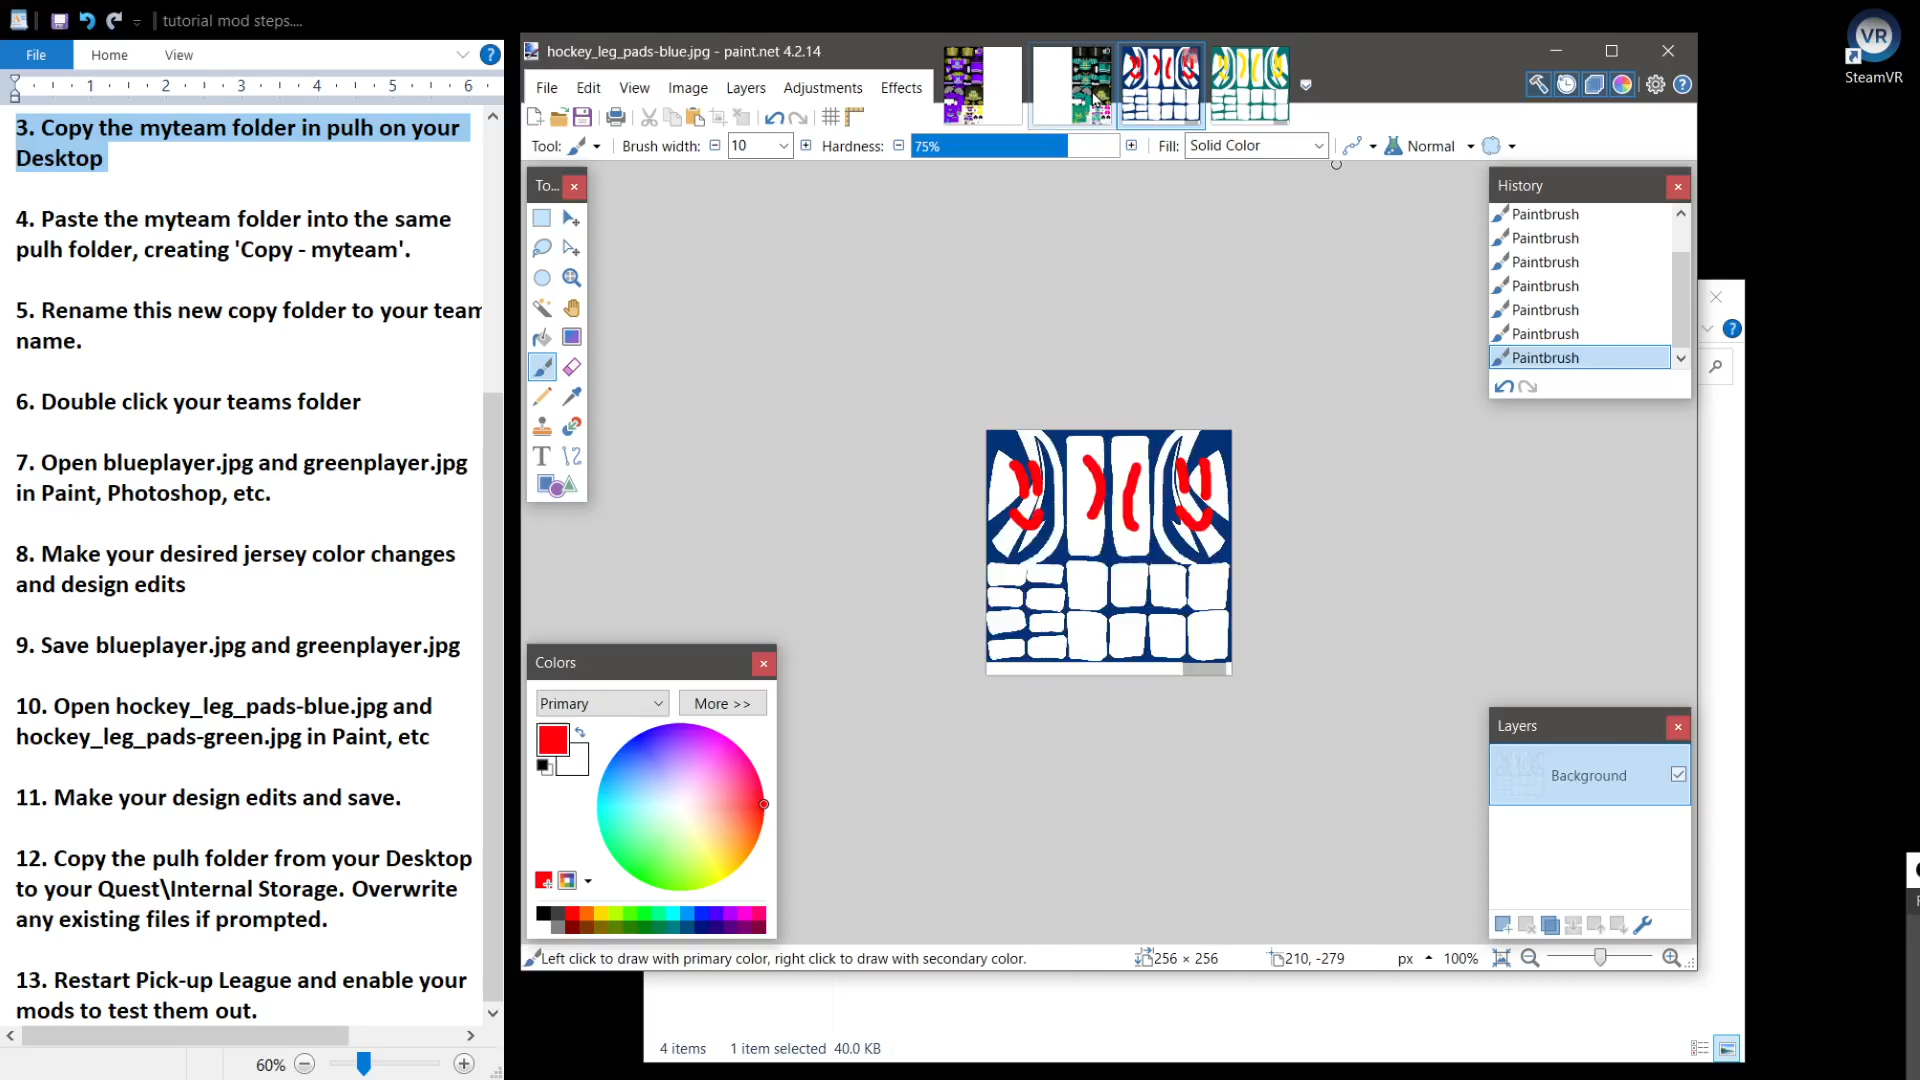 tutorial mod steps....
File
Home
View
1
2
3
4
5
6
3. Copy the myteam folder in pulh on your
Desktop
4. Paste the myteam folder into the same
pulh folder, creating 'Copy - myteam'.
5. Rename this new copy folder to your team
name.
6. Double click your teams folder
7. Open blueplayer.jpg and greenplayer.jpg
in Paint, Photoshop, etc.
8. Make your desired jersey color changes
and design edits
9. Save blueplayer.jpg and greenplayer.jpg
10. Open hockey_leg_pads-blue.jpg and
hockey_leg_pads-green.jpg in Paint, etc
11. Make your design edits and save.
12. Copy the pulh folder from your Desktop
to your Quest\Internal Storage. Overwrite
any existing files if prompted.
13. Restart Pick-up League and enable your
mods to test them out.
60%
hockey_leg_pads-blue.jpg - paint.net 4.2.14
File Edit View Image Layers Adjustments Effects
Tool: Brush width: 10 Hardness: 75% Fill: Solid Color Normal
To...
History
Paintbrush
Paintbrush
Paintbrush
Paintbrush
Paintbrush
Paintbrush
Paintbrush
Colors
Primary
More >>
Layers
Background
Left click to draw with primary color, right click to draw with secondary color.
256 × 256
210, -279
px
100%
4 items 1 item selected 40.0 KB
VR
SteamVR